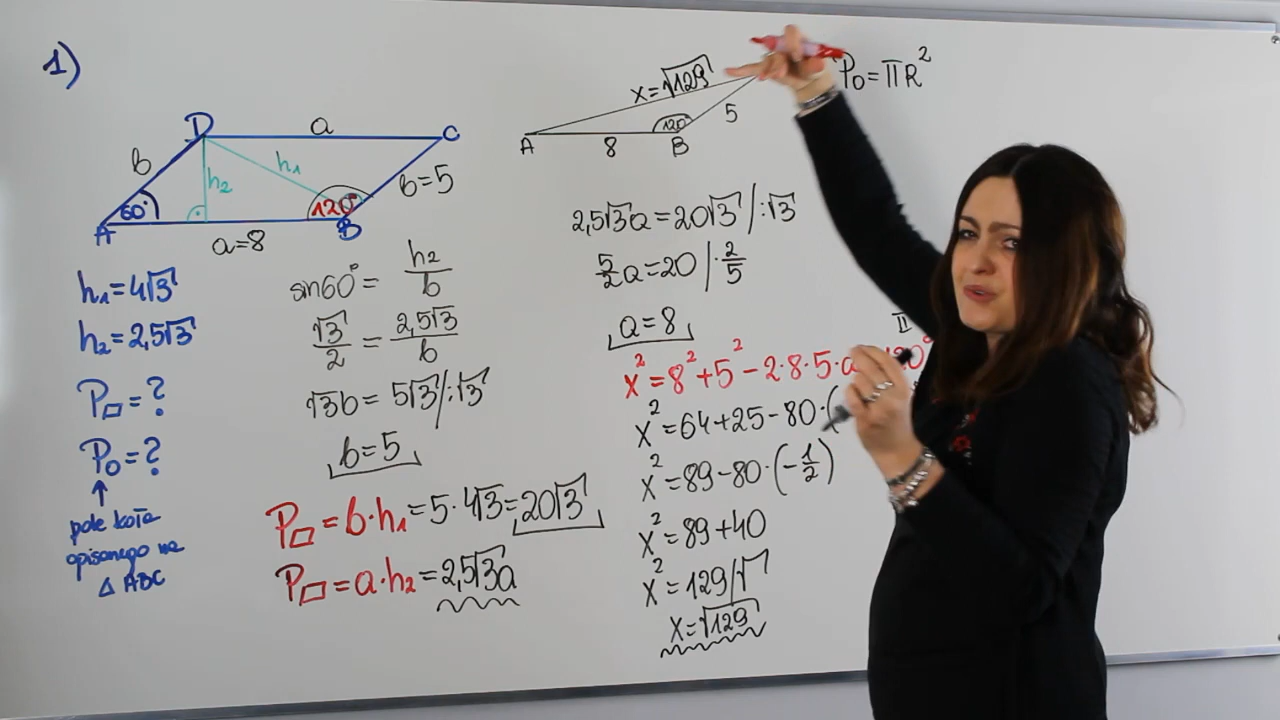 1)
D a C
b h₂ h₁ b=5
60° 120°
A a=8 B
h₁=4√3
h₂=2,5√3
P▱=?
P₀=?
↑
pole koła
opisanego na
△ ABC
sin60°=h₂/b
√3/2=2,5√3/b
√3b=5√3/:√3
b=5
P▱=b·h₁=5·4√3=20√3
P▱=a·h₂=2,5√3a
x=√129
120° 5
A 8 B
P₀=πR²
2,5√3a=20√3/:√3
5/2a=20/·2/5
a=8
x²=8²+5²-2·8·5·
x²=64+25-80·(
x²=89-80·(-1/2)
x²=89+40
x²=129/√
x=√129